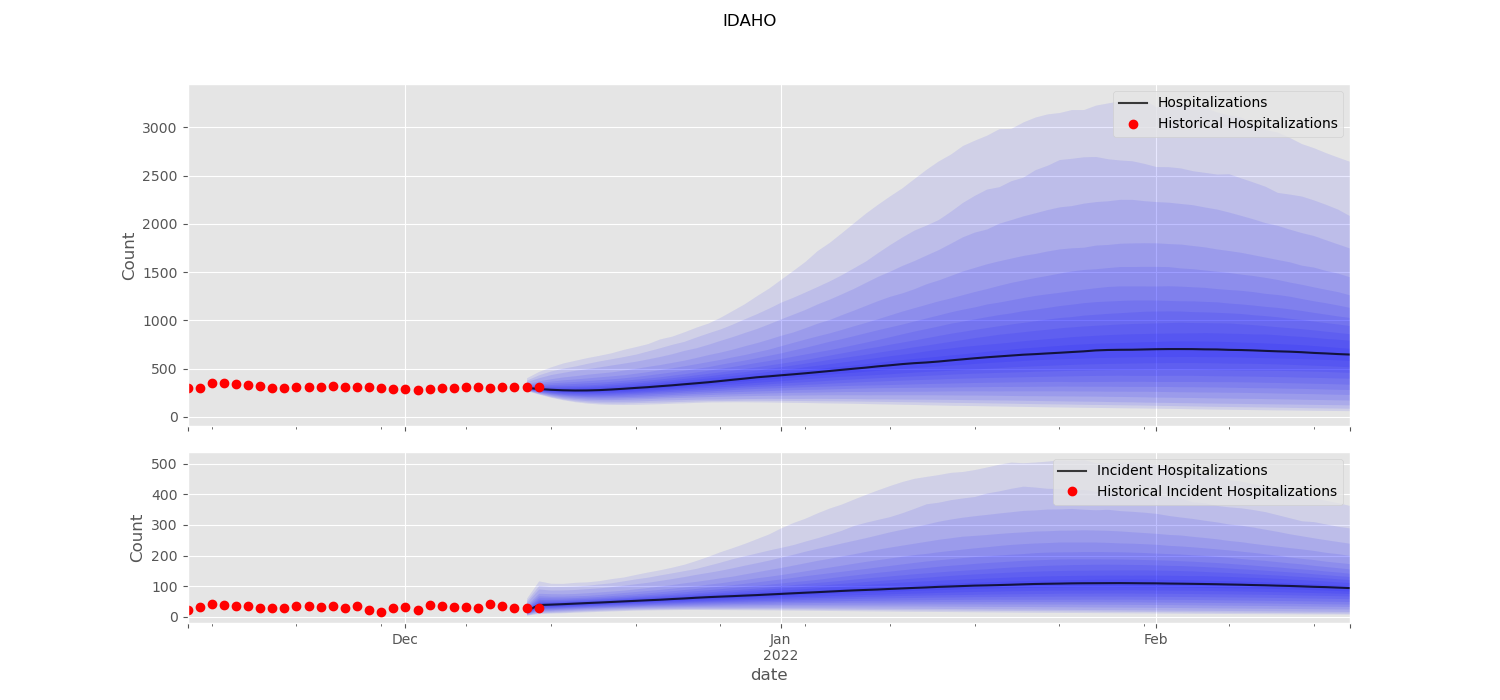 IDAHO
Hospitalizations
Historical Hospitalizations
3000
2500
2000
1500
1000
500
0
Count
Incident Hospitalizations
Historical Incident Hospitalizations
500
400
300
200
100
0
Count
Dec
Jan
2022
Feb
date